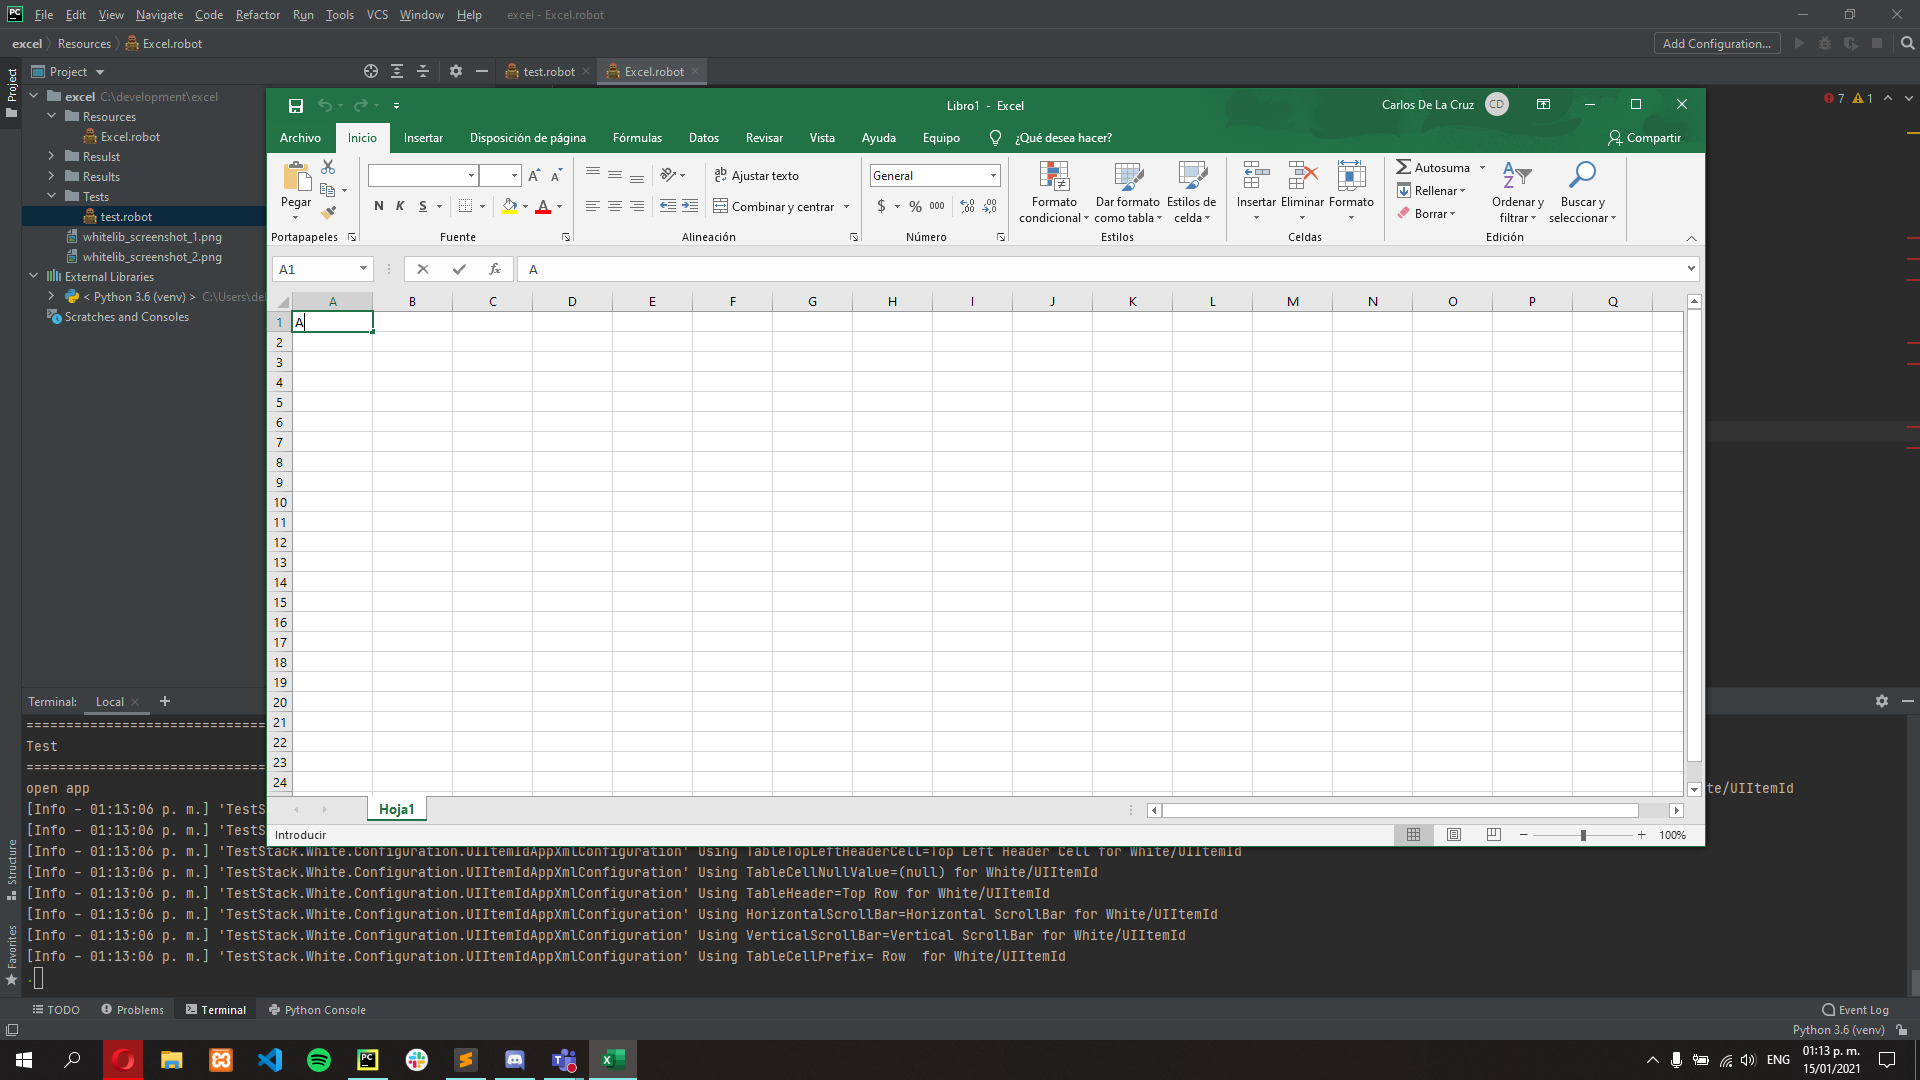 PC File Edit View Navigate Code Refactor Run Tools VCS Window Help excel - Excel.robot
excel Resources Excel.robot Add Configuration...
Project test.robot Excel.robot
Project
excel C:\development\excel
Resources
Excel.robot
Resulst
Results
Tests
test.robot
whitelib_screenshot_1.png
whitelib_screenshot_2.png
External Libraries
< Python 3.6 (venv) > C:\Users\de
Scratches and Consoles
7 1
Libro1 - Excel Carlos De La Cruz CD
Archivo Inicio Insertar Disposición de página Fórmulas Datos Revisar Vista Ayuda Equipo ¿Qué desea hacer? Compartir
Pegar
Portapapeles
N K S
Fuente
Ajustar texto
Combinar y centrar
Alineación
General
$ % 000
Número
Formato condicional
Dar formato como tabla
Estilos de celda
Estilos
Insertar Eliminar Formato
Celdas
Autosuma
Rellenar
Borrar
Ordenar y filtrar
Buscar y seleccionar
Edición
A1 fx A
A B C D E F G H I J K L M N O P Q
1 A
2
3
4
5
6
7
8
9
10
11
12
13
14
15
16
17
18
19
20
21
22
23
24
Hoja1
Introducir 100%
Terminal: Local
Test
open app te/UIItemId
[Info - 01:13:06 p. m.] 'TestS
[Info - 01:13:06 p. m.] 'TestS
[Info - 01:13:06 p. m.] 'TestStack.White.Configuration.UIItemIdAppXmlConfiguration' Using TableTopLeftHeaderCell=Top Left Header Cell for White/UIItemId
[Info - 01:13:06 p. m.] 'TestStack.White.Configuration.UIItemIdAppXmlConfiguration' Using TableCellNullValue=(null) for White/UIItemId
[Info - 01:13:06 p. m.] 'TestStack.White.Configuration.UIItemIdAppXmlConfiguration' Using TableHeader=Top Row for White/UIItemId
[Info - 01:13:06 p. m.] 'TestStack.White.Configuration.UIItemIdAppXmlConfiguration' Using HorizontalScrollBar=Horizontal ScrollBar for White/UIItemId
[Info - 01:13:06 p. m.] 'TestStack.White.Configuration.UIItemIdAppXmlConfiguration' Using VerticalScrollBar=Vertical ScrollBar for White/UIItemId
[Info - 01:13:06 p. m.] 'TestStack.White.Configuration.UIItemIdAppXmlConfiguration' Using TableCellPrefix= Row  for White/UIItemId
.
Structure
Favorites
TODO Problems Terminal Python Console Event Log
Python 3.6 (venv)
PC ENG 01:13 p. m.
15/01/2021